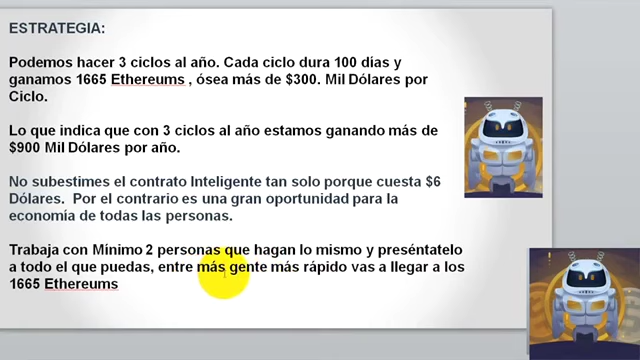 ESTRATEGIA:
Podemos hacer 3 ciclos al año. Cada ciclo dura 100 días y
ganamos 1665 Ethereums , ósea más de $300. Mil Dólares por
Ciclo.
Lo que indica que con 3 ciclos al año estamos ganando más de
$900 Mil Dólares por año.
No subestimes el contrato Inteligente tan solo porque cuesta $6
Dólares. Por el contrario es una gran oportunidad para la
economía de todas las personas.
Trabaja con Mínimo 2 personas que hagan lo mismo y preséntatelo
a todo el que puedas, entre más gente más rápido vas a llegar a los
1665 Ethereums